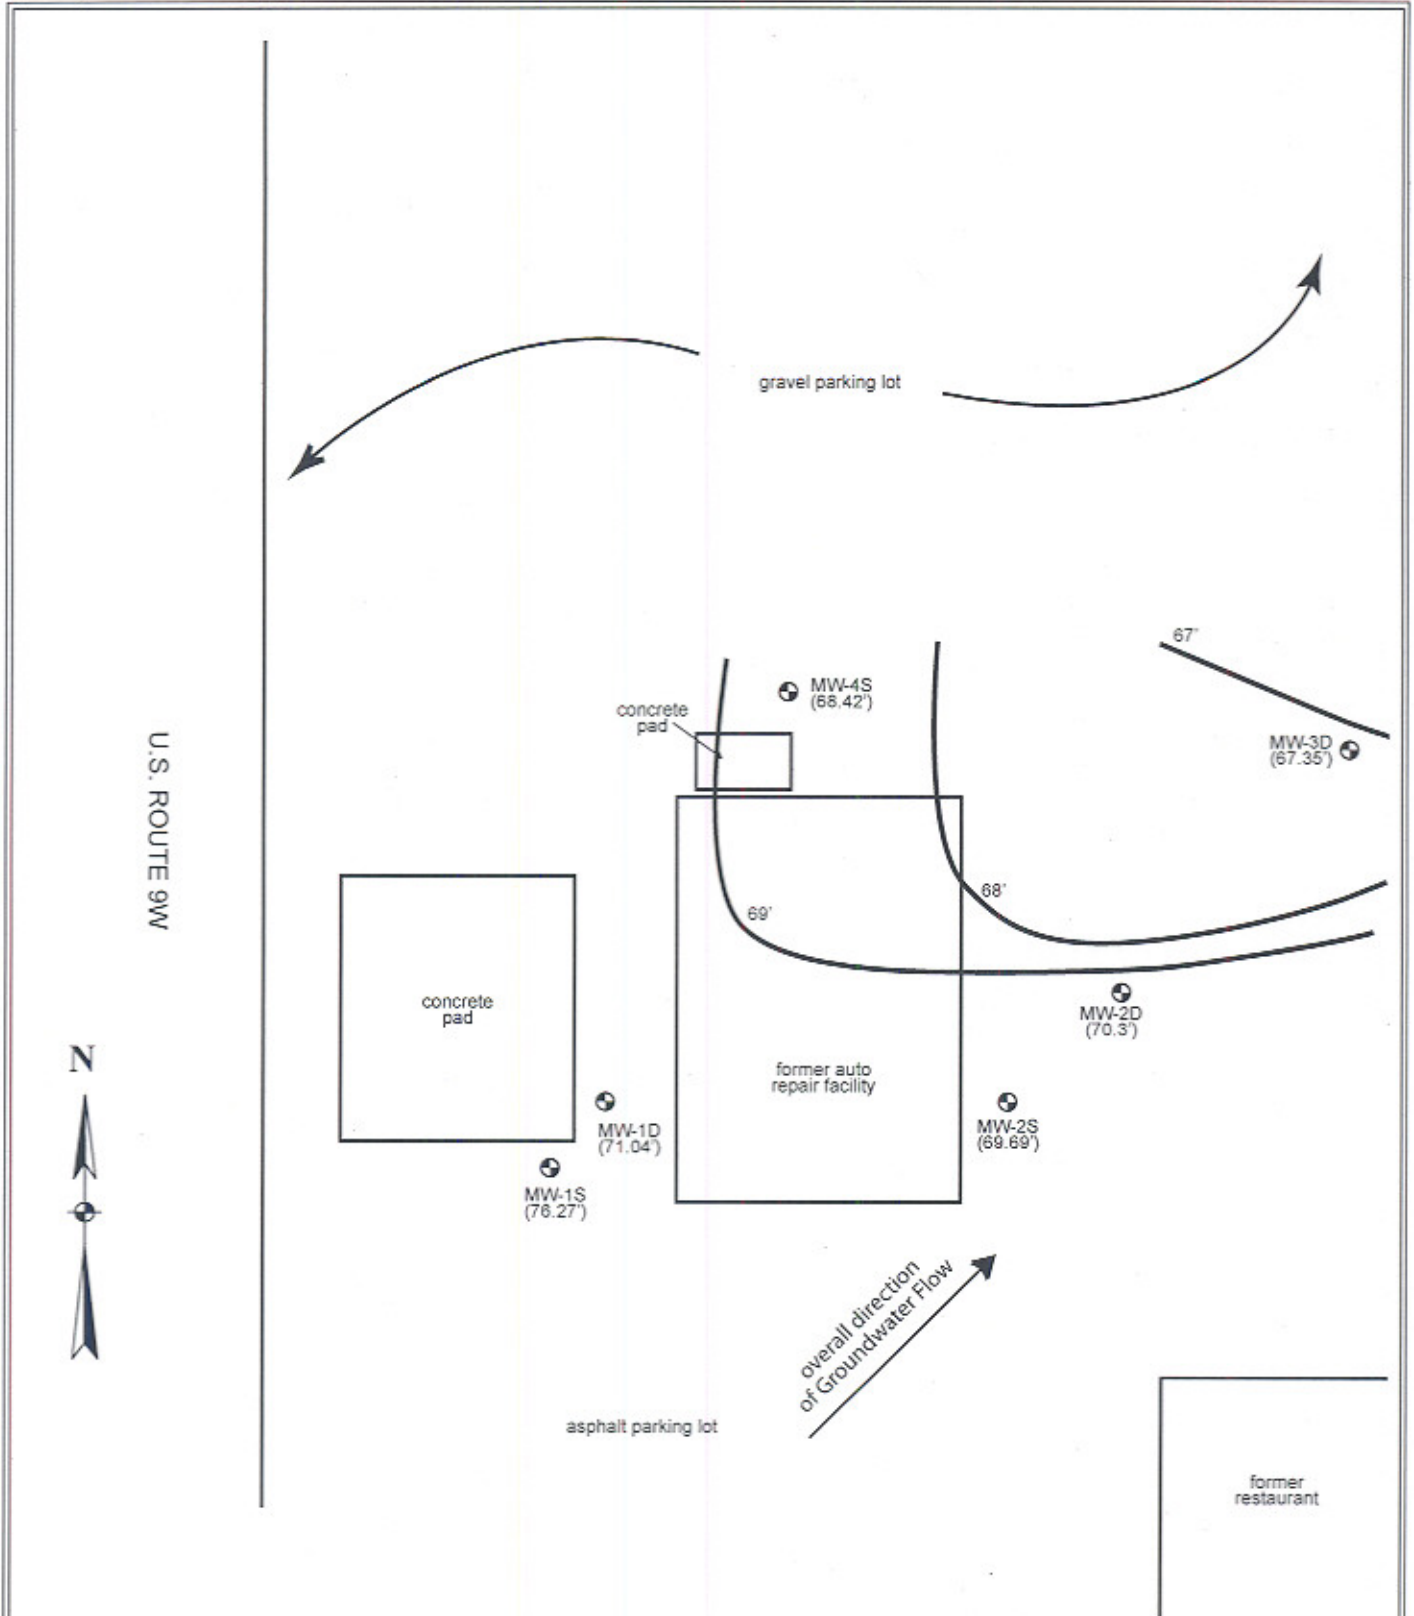 gravel parking lot
67'
MW-4S
(68.42')
concrete
pad
MW-3D
(67.35')
U.S. ROUTE 9W
68'
69'
concrete
pad
MW-2D
(70.3')
N
former auto
repair facility
MW-1D
(71.04')
MW-2S
(69.69')
MW-1S
(76.27')
overall direction
of Groundwater Flow
asphalt parking lot
former
restaurant